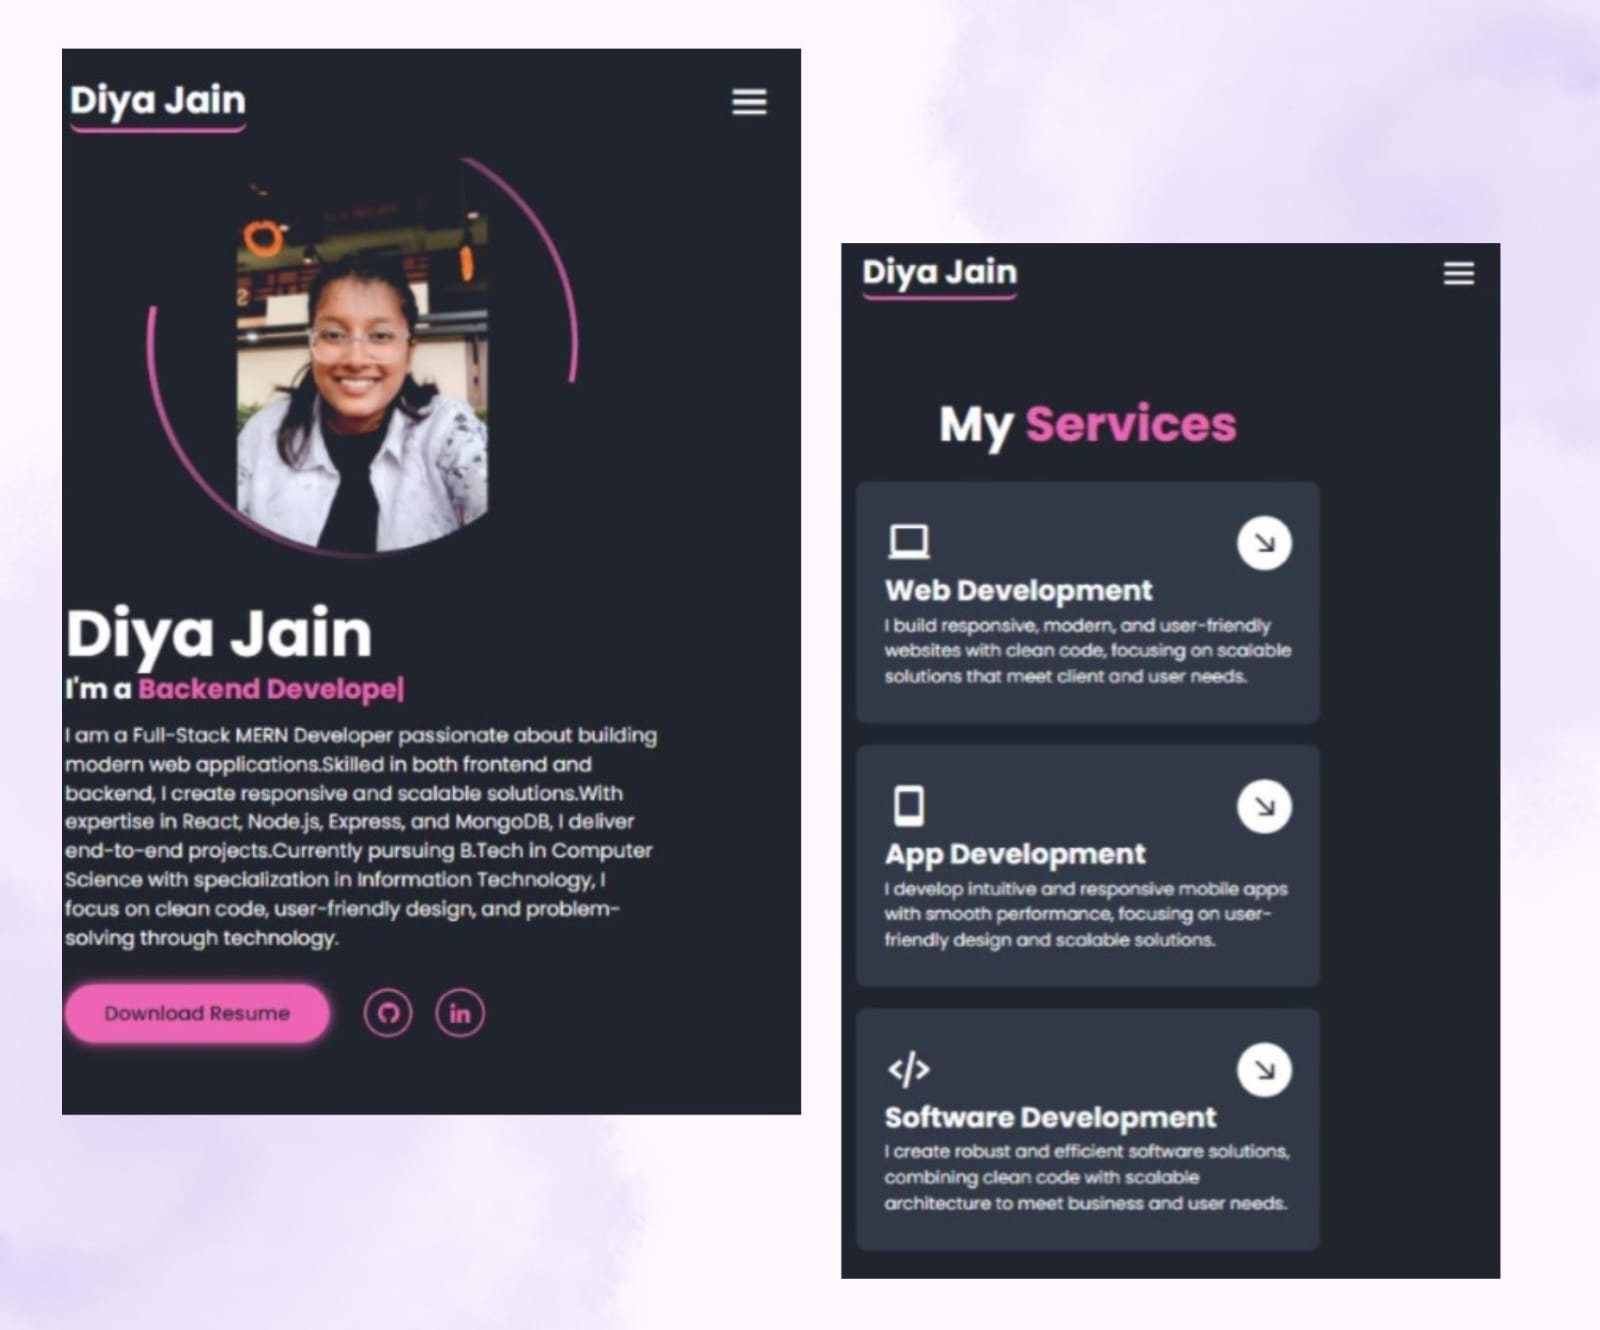 Diya Jain
Diya Jain
I'm a Backend Develope|
I am a Full-Stack MERN Developer passionate about building
modern web applications.Skilled in both frontend and
backend, I create responsive and scalable solutions.With
expertise in React, Node.js, Express, and MongoDB, I deliver
end-to-end projects.Currently pursuing B.Tech in Computer
Science with specialization in Information Technology, I
focus on clean code, user-friendly design, and problem-
solving through technology.
Download Resume
in
Diya Jain
My Services
Web Development
I build responsive, modern, and user-friendly
websites with clean code, focusing on scalable
solutions that meet client and user needs.
App Development
I develop intuitive and responsive mobile apps
with smooth performance, focusing on user-
friendly design and scalable solutions.
</>
Software Development
I create robust and efficient software solutions,
combining clean code with scalable
architecture to meet business and user needs.